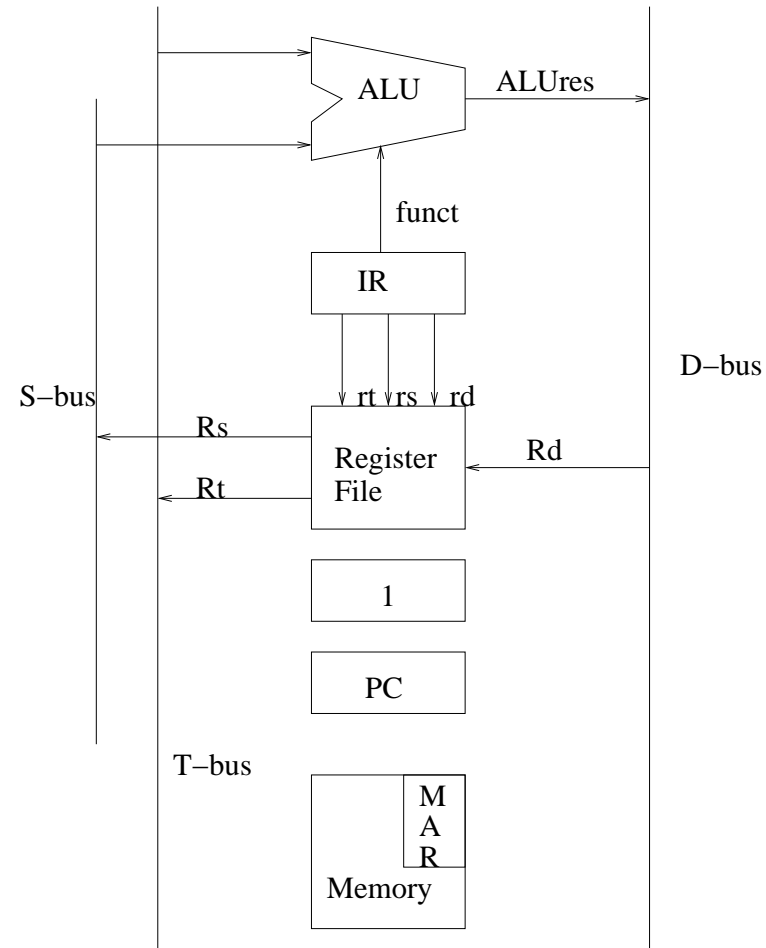 ALU
ALUres
funct
IR
D−bus
S−bus
rt
rs
rd
Rs
Rd
Register
File
Rt
1
PC
T−bus
M
A
R
Memory